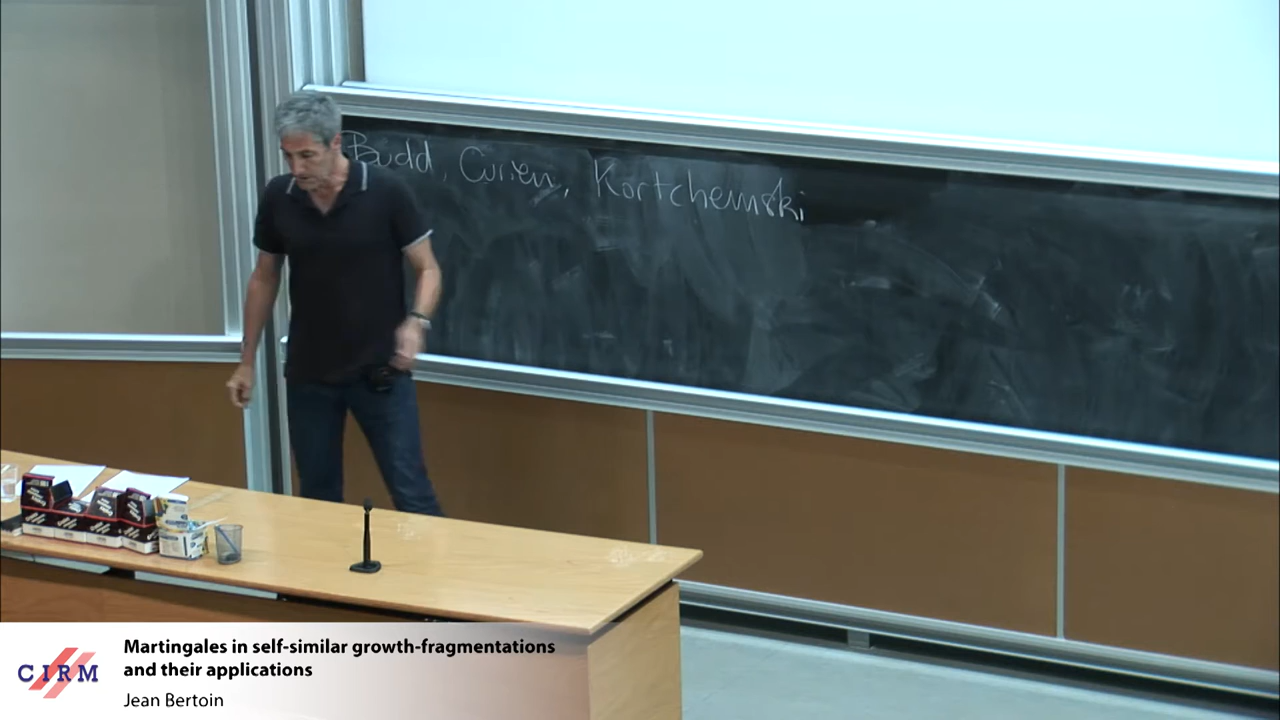 Budd, Curien, Kortchemski
Martingales in self-similar growth-fragmentations
and their applications
CIRM
Jean Bertoin